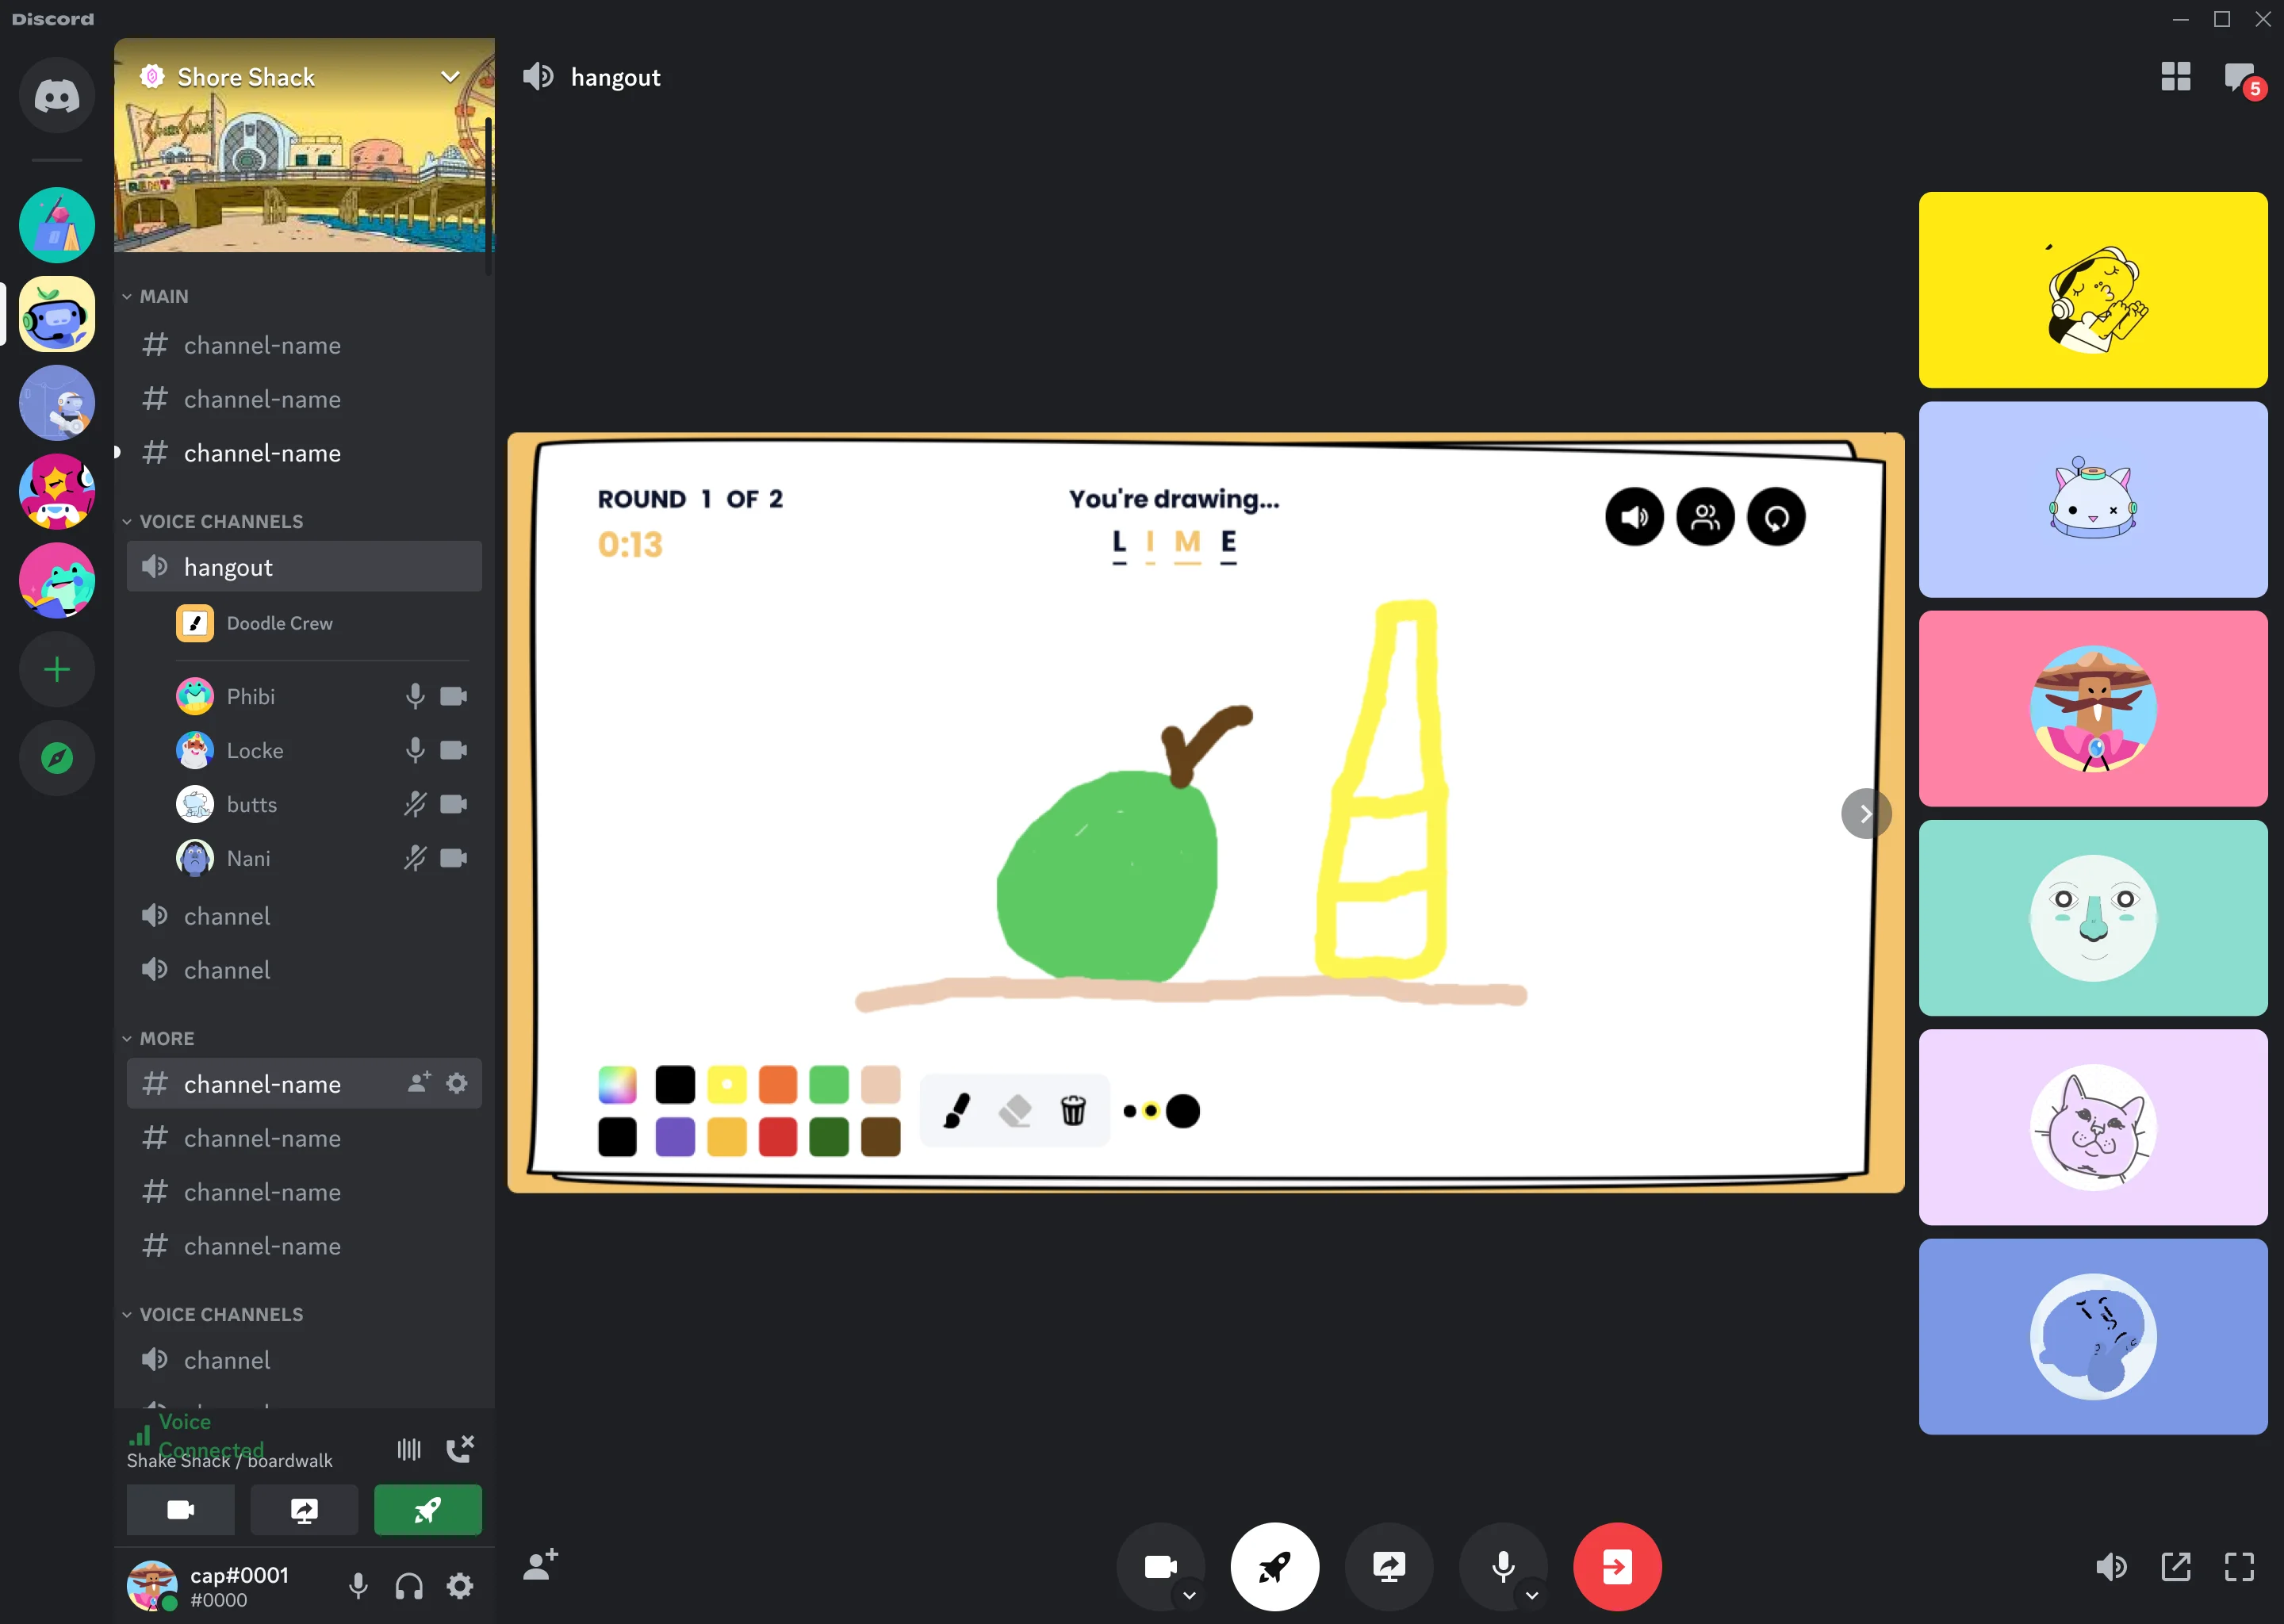 Discord
Shore Shack
hangout
5
RENT
MAIN
# channel-name
# channel-name
# channel-name
VOICE CHANNELS
hangout
Doodle Crew
Phibi
Locke
butts
Nani
channel
channel
MORE
# channel-name
# channel-name
# channel-name
# channel-name
VOICE CHANNELS
channel
Voice
Connected
Shake Shack / boardwalk
cap#0001
#0000
ROUND 1 OF 2
0:13
You're drawing...
L I M E